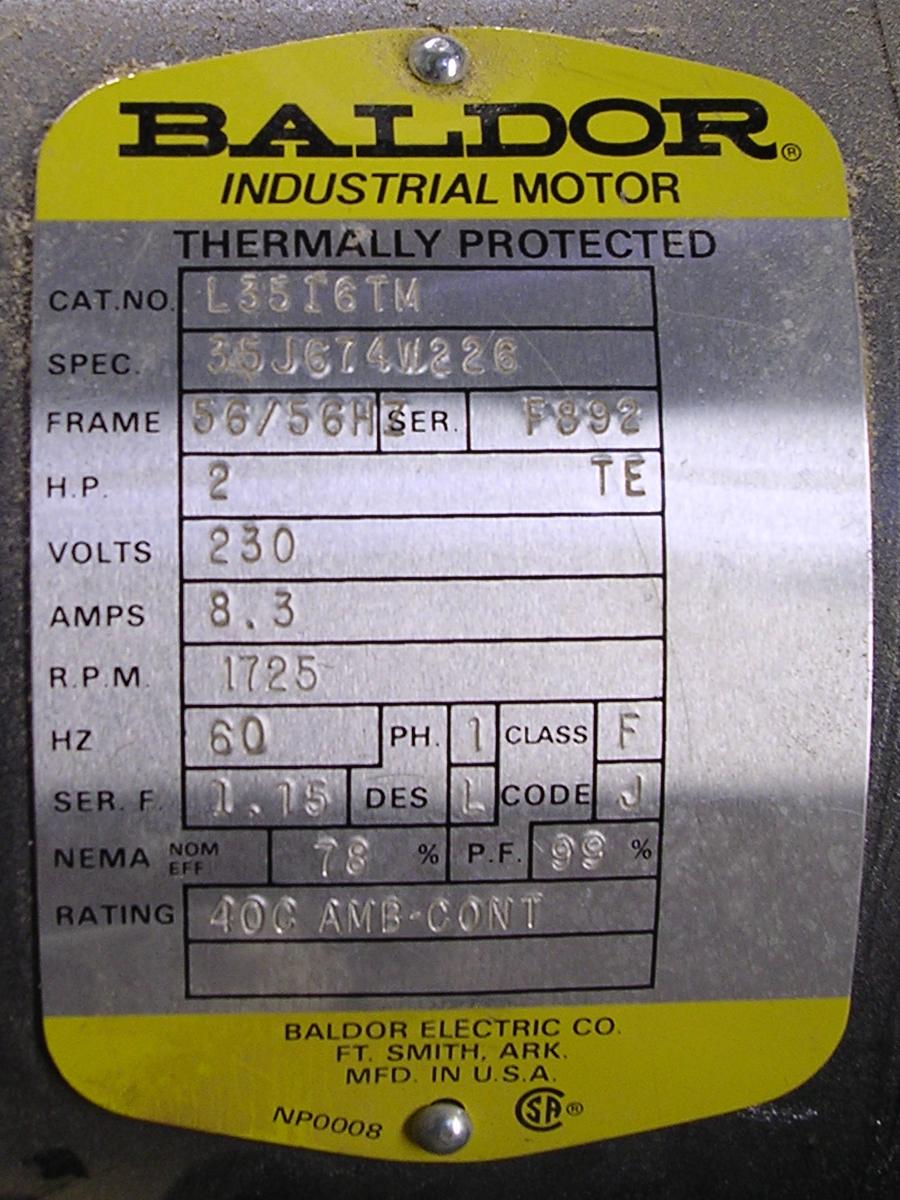 BALDOR®
INDUSTRIAL MOTOR
THERMALLY PROTECTED
CAT.NO. L3516TM
SPEC. 35J674W226
FRAME 56/56HZ SER. F892
H.P. 2 TE
VOLTS 230
AMPS 8.3
R.P.M. 1725
HZ 60 PH. 1 CLASS F
SER. F. 1.15 DES L CODE J
NEMA NOM EFF 78 % P.F. 99 %
RATING 40C AMB-CONT
BALDOR ELECTRIC CO.
FT. SMITH, ARK.
MFD. IN U.S.A.
NP0008 SA®